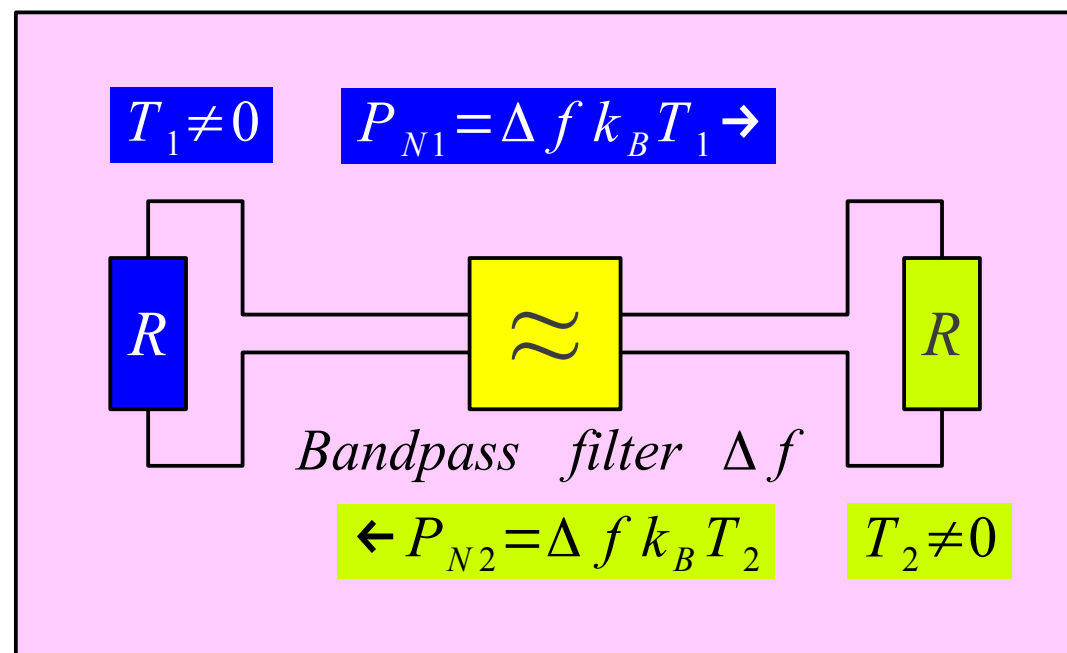 T₁≠0 P_N1=Δ f k_B T₁→
R ≈ R
Bandpass filter Δ f
←P_N2=Δ f k_B T₂ T₂≠0